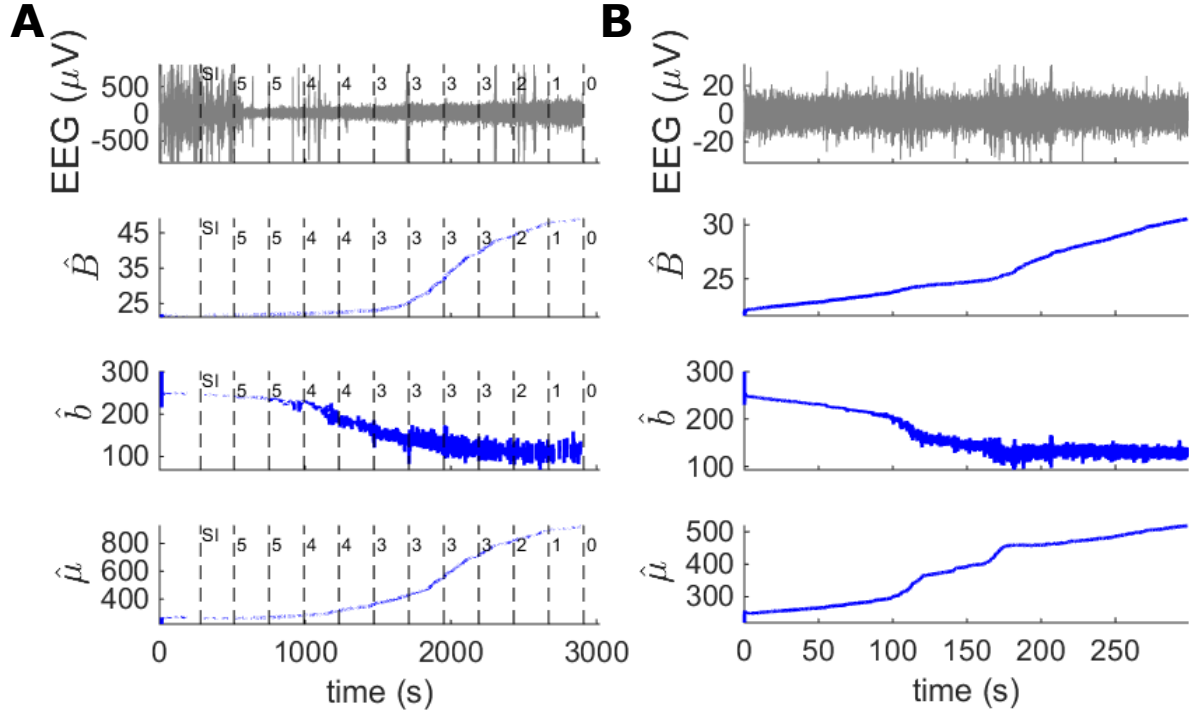 A
B
EEG (μV)
500
0
-500
SI 5 5 4 4 3 3 3 3 2 1 0
EEG (μV)
20
0
-20
B̂
45
35
25
SI 5 5 4 4 3 3 3 3 2 1 0
B̂
30
25
b̂
300
200
100
SI 5 5 4 4 3 3 3 3 2 1 0
b̂
300
200
100
μ̂
800
600
400
SI 5 5 4 4 3 3 3 3 2 1 0
μ̂
500
400
300
0 1000 2000 3000
time (s)
0 50 100 150 200 250
time (s)